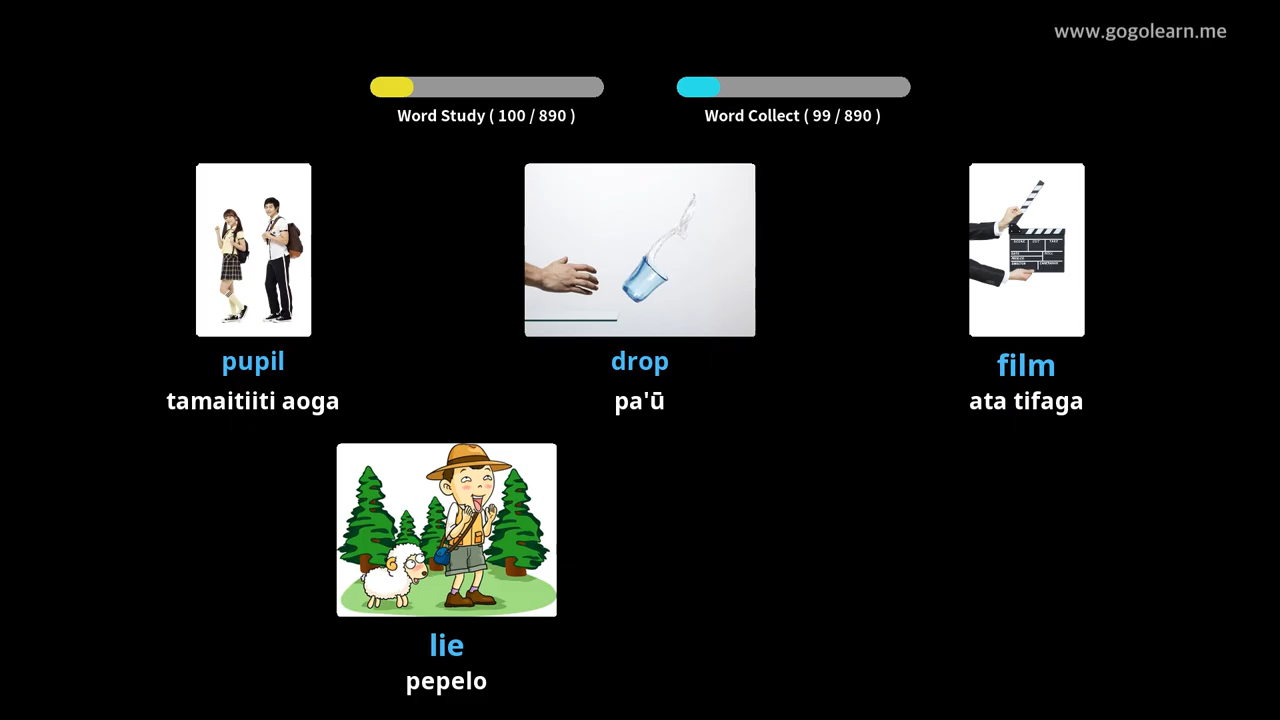 www.gogolearn.me
Word Study ( 100 / 890 )
Word Collect ( 99 / 890 )
pupil
tamaitiiti aoga
drop
pa'ū
film
ata tifaga
lie
pepelo